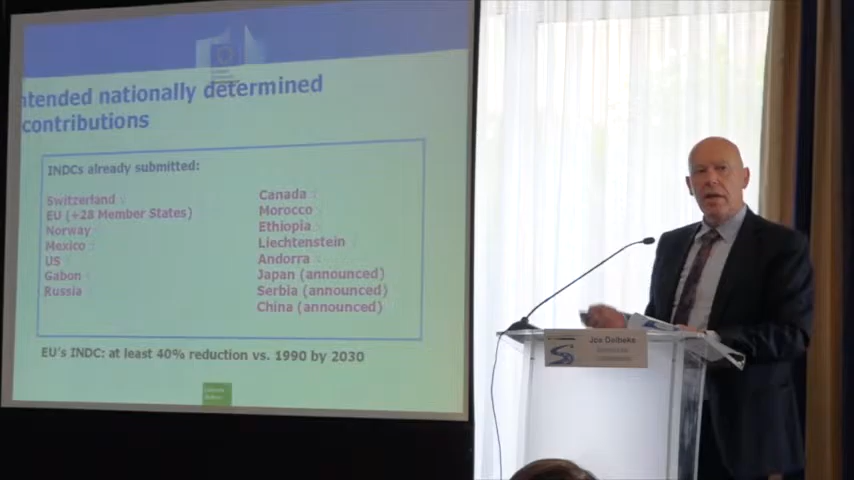 ntended nationally determined
contributions
INDCs already submitted:
Switzerland
EU (+28 Member States)
Norway
Mexico
US
Gabon
Russia
Canada
Morocco
Ethiopia
Liechtenstein
Andorra
Japan (announced)
Serbia (announced)
China (announced)
EU's INDC: at least 40% reduction vs. 1990 by 2030
Jos Delbeke